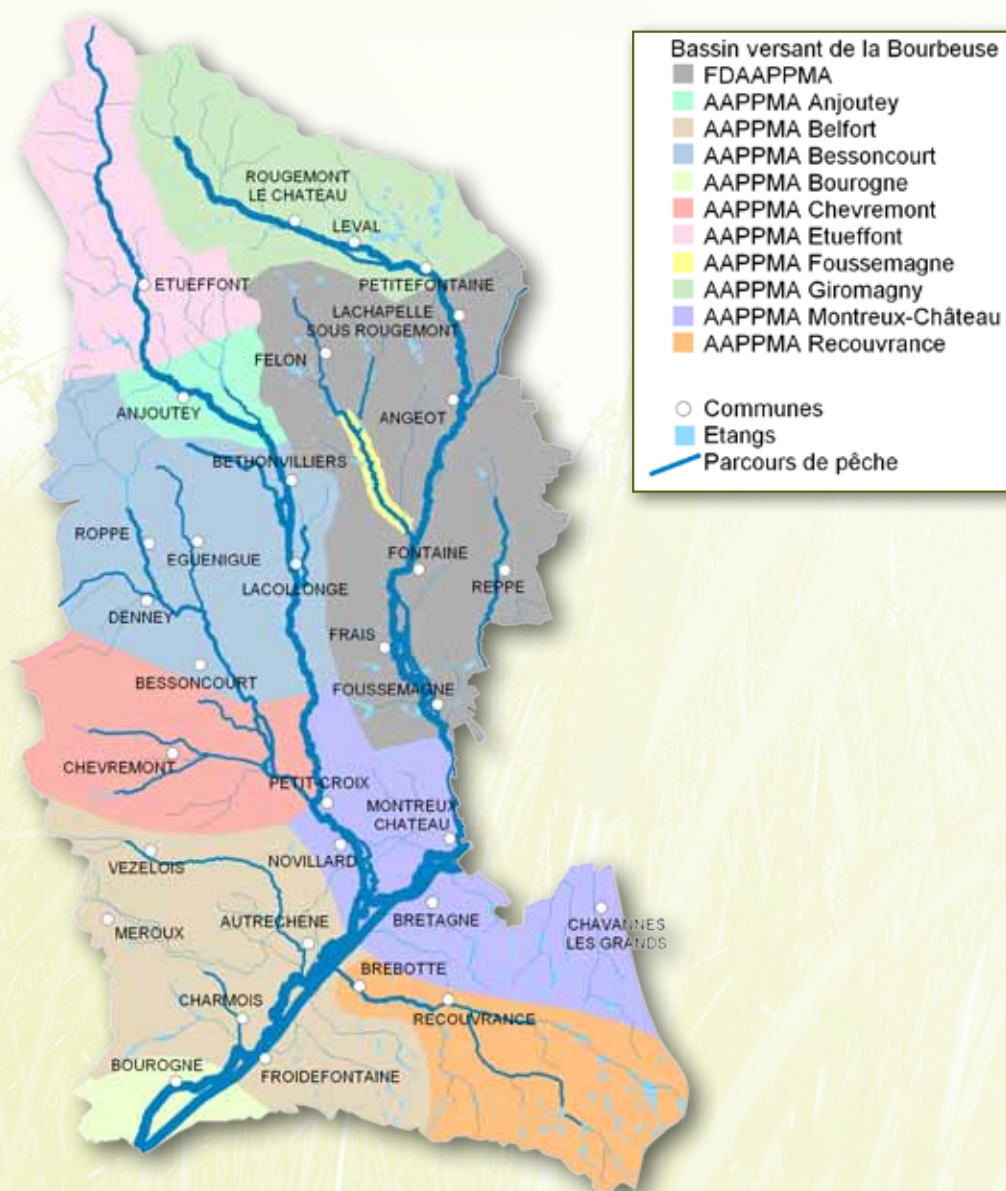 Bassin versant de la Bourbeuse
FDAAPPMA
AAPPMA Anjoutey
AAPPMA Belfort
AAPPMA Bessoncourt
AAPPMA Bourogne
AAPPMA Chevremont
AAPPMA Etueffont
AAPPMA Foussemagne
AAPPMA Giromagny
AAPPMA Montreux-Château
AAPPMA Recouvrance
Communes
Etangs
Parcours de pêche
ROUGEMONT
LE CHATEAU
LEVAL
ETUEFFONT
PETITEFONTAINE
LACHAPELLE
SOUS ROUGEMONT
FELON
ANJOUTEY
ANGEOT
BETHONVILLIERS
ROPPE
EGUENIGUE
FONTAINE
LACOLLONGE
REPPE
DENNEY
FRAIS
BESSONCOURT
FOUSSEMAGNE
CHEVREMONT
PETIT-CROIX
MONTREUX
CHATEAU
VEZELOIS
NOVILLARD
MEROUX
AUTRECHENE
BRETAGNE
CHAVANNES
LES GRANDS
BREBOTTE
CHARMOIS
RECOUVRANCE
BOUROGNE
FROIDEFONTAINE